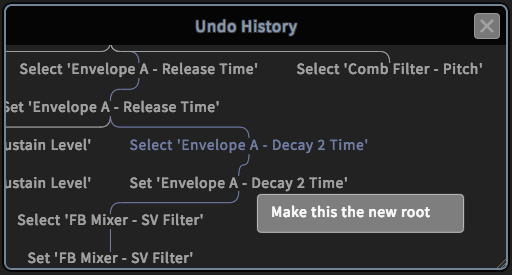 Undo History
Select 'Envelope A - Release Time' Select 'Comb Filter - Pitch'
Set 'Envelope A - Release Time'
ustain Level' Select 'Envelope A - Decay 2 Time'
ustain Level' Set 'Envelope A - Decay 2 Time'
Select 'FB Mixer - SV Filter' Make this the new root
Set 'FB Mixer - SV Filter'